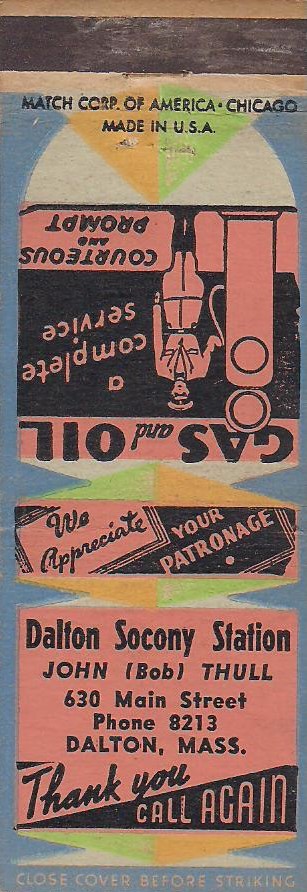 MATCH CORP. OF AMERICA • CHICAGO
MADE IN U.S.A.
GAS and OIL
a
complete
service
COURTEOUS
AND
PROMPT
We
Appreciate
YOUR
PATRONAGE
Dalton Socony Station
JOHN (Bob) THULL
630 Main Street
Phone 8213
DALTON, MASS.
Thank you
CALL AGAIN
CLOSE COVER BEFORE STRIKING